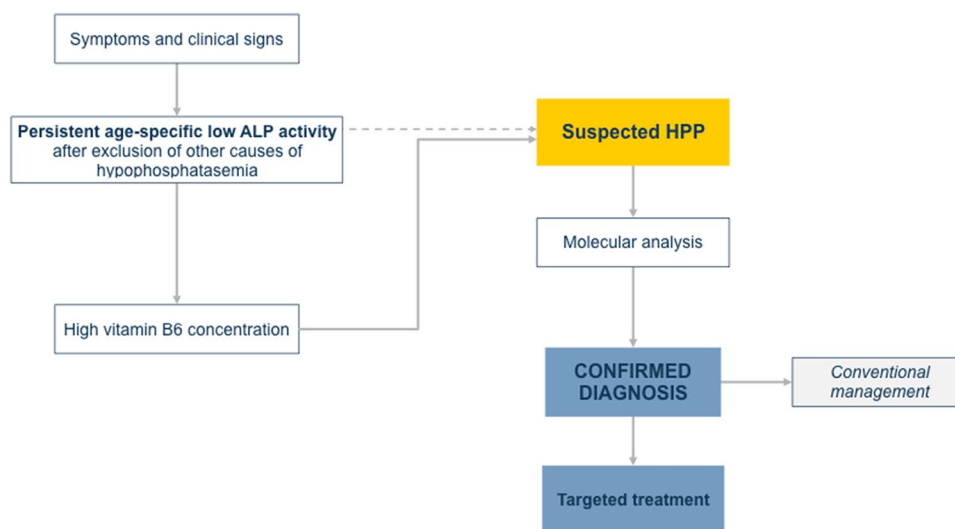 Symptoms and clinical signs
Persistent age-specific low ALP activity
after exclusion of other causes of
hypophosphatasemia
High vitamin B6 concentration
Suspected HPP
Molecular analysis
CONFIRMED
DIAGNOSIS
Conventional
management
Targeted treatment